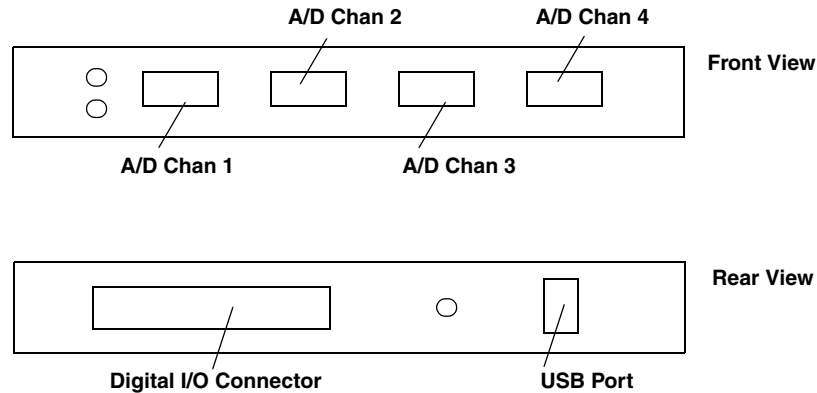 A/D Chan 2
A/D Chan 4
Front View
A/D Chan 1
A/D Chan 3
Rear View
Digital I/O Connector
USB Port